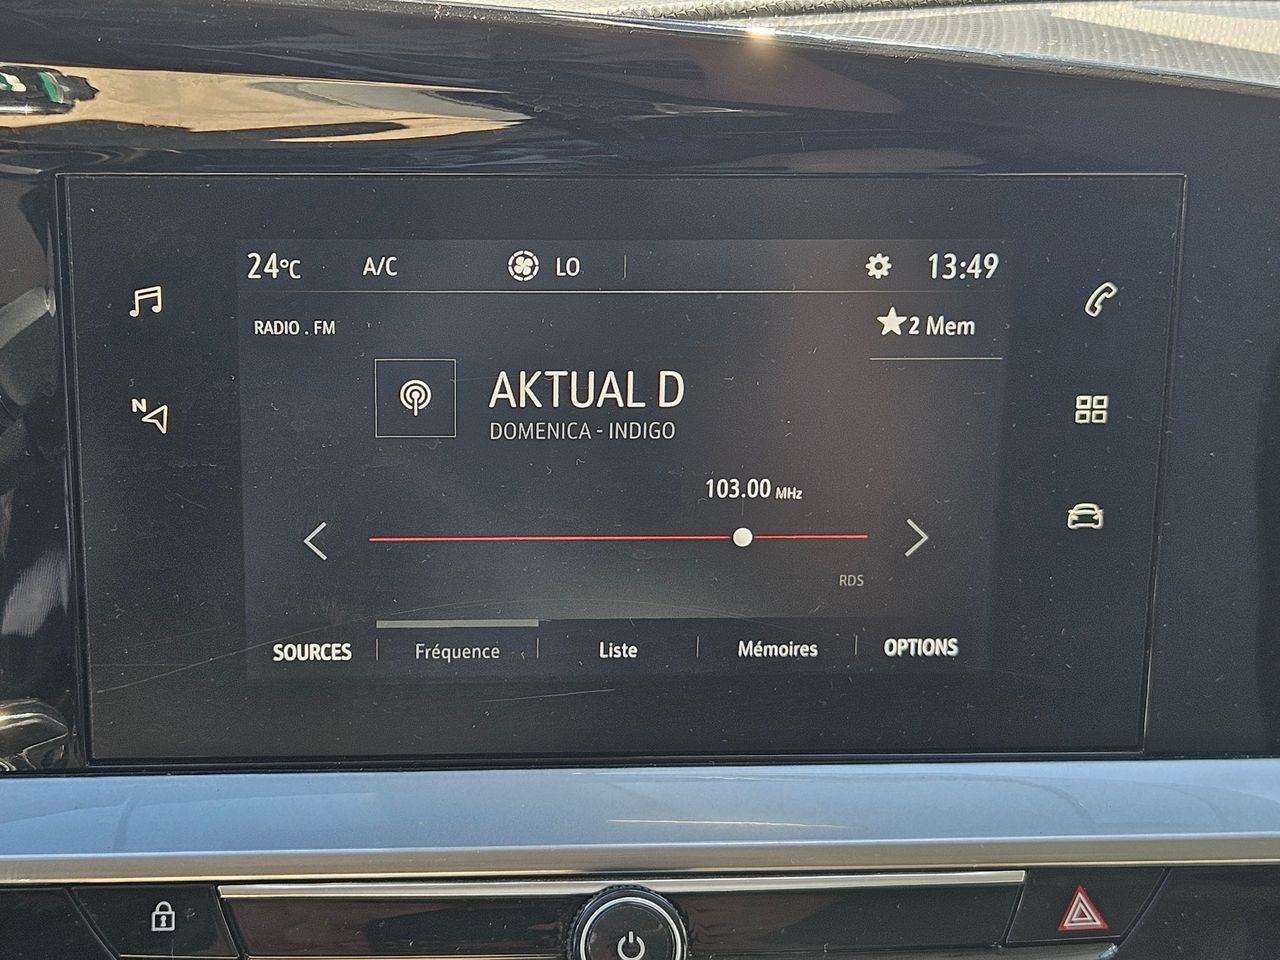 24°C A/C LO 13:49
RADIO . FM
2 Mem
AKTUAL D
DOMENICA - INDIGO
103.00 MHz
N
RDS
SOURCES Fréquence Liste Mémoires OPTIONS